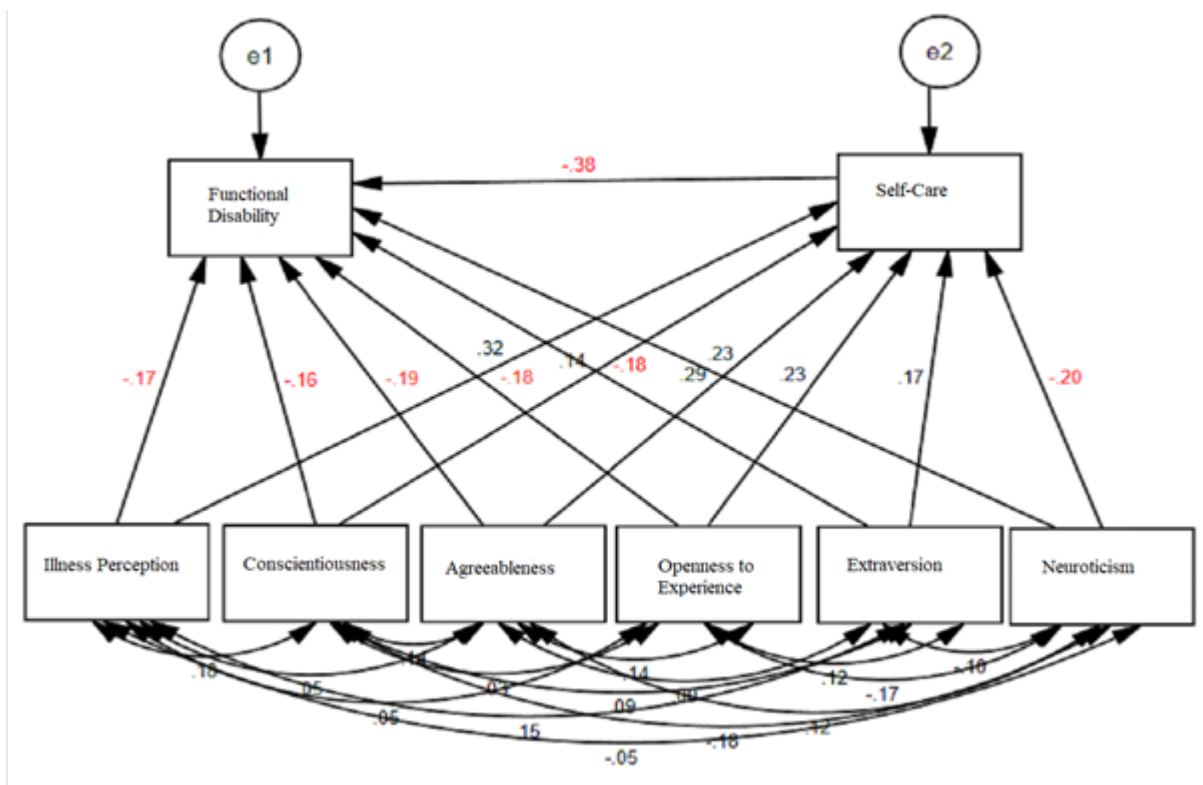 e1
e2
-.38
Functional
Disability
Self-Care
.32
.14
-.18
.29
.23
.23
.17
-.20
-.17
-.16
-.19
-.18
Illness Perception
Conscientiousness
Agreeableness
Openness to
Experience
Extraversion
Neuroticism
.05
.14
.12
-.10
.05
.09
-.17
.15
-.18
.12
-.05